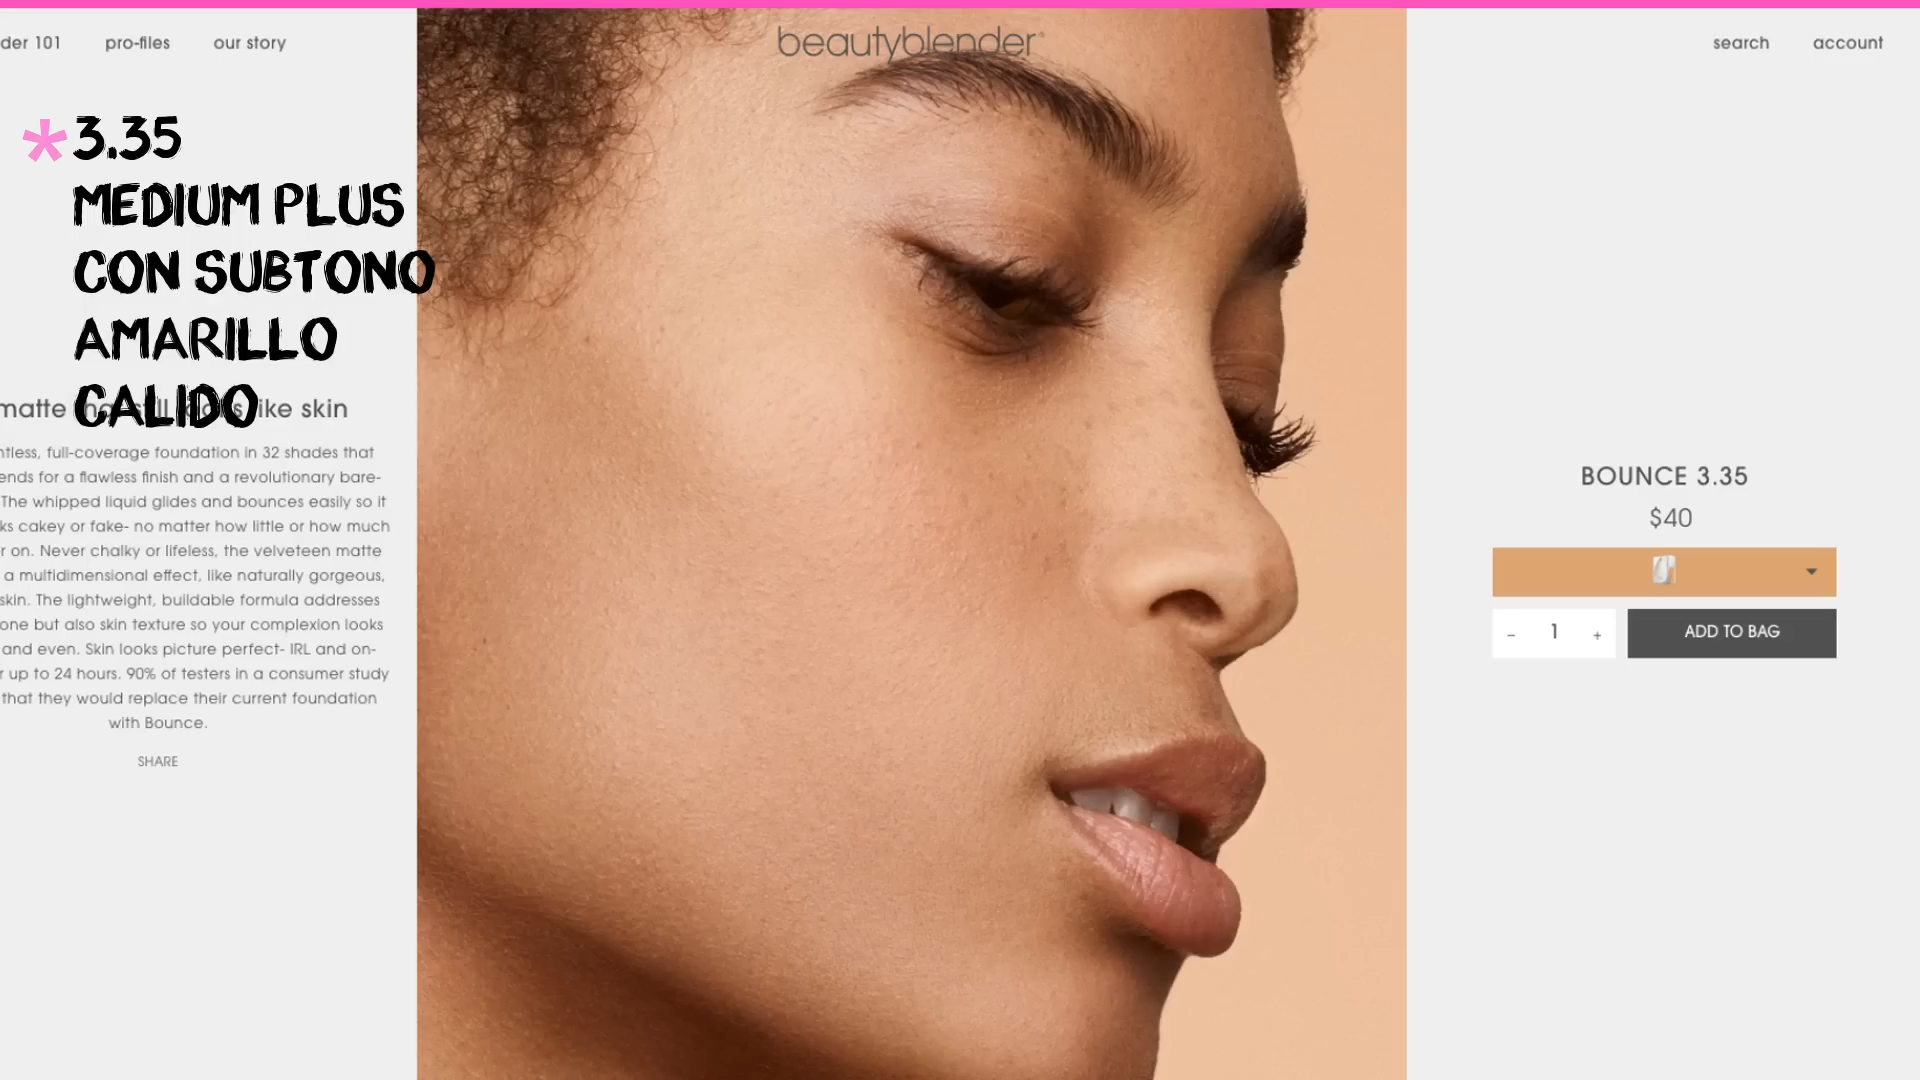 der 101 pro-files our story
beautyblender
search account
*3.35
MEDIUM PLUS
CON SUBTONO
AMARILLO
CALIDO
matte that still looks like skin
ntless, full-coverage foundation in 32 shades that
ends for a flawless finish and a revolutionary bare-
The whipped liquid glides and bounces easily so it
ks cakey or fake- no matter how little or how much
r on. Never chalky or lifeless, the velveteen matte
a multidimensional effect, like naturally gorgeous,
skin. The lightweight, buildable formula addresses
one but also skin texture so your complexion looks
and even. Skin looks picture perfect- IRL and on-
r up to 24 hours. 90% of testers in a consumer study
that they would replace their current foundation
with Bounce.
SHARE
BOUNCE 3.35
$40
- 1 +
ADD TO BAG